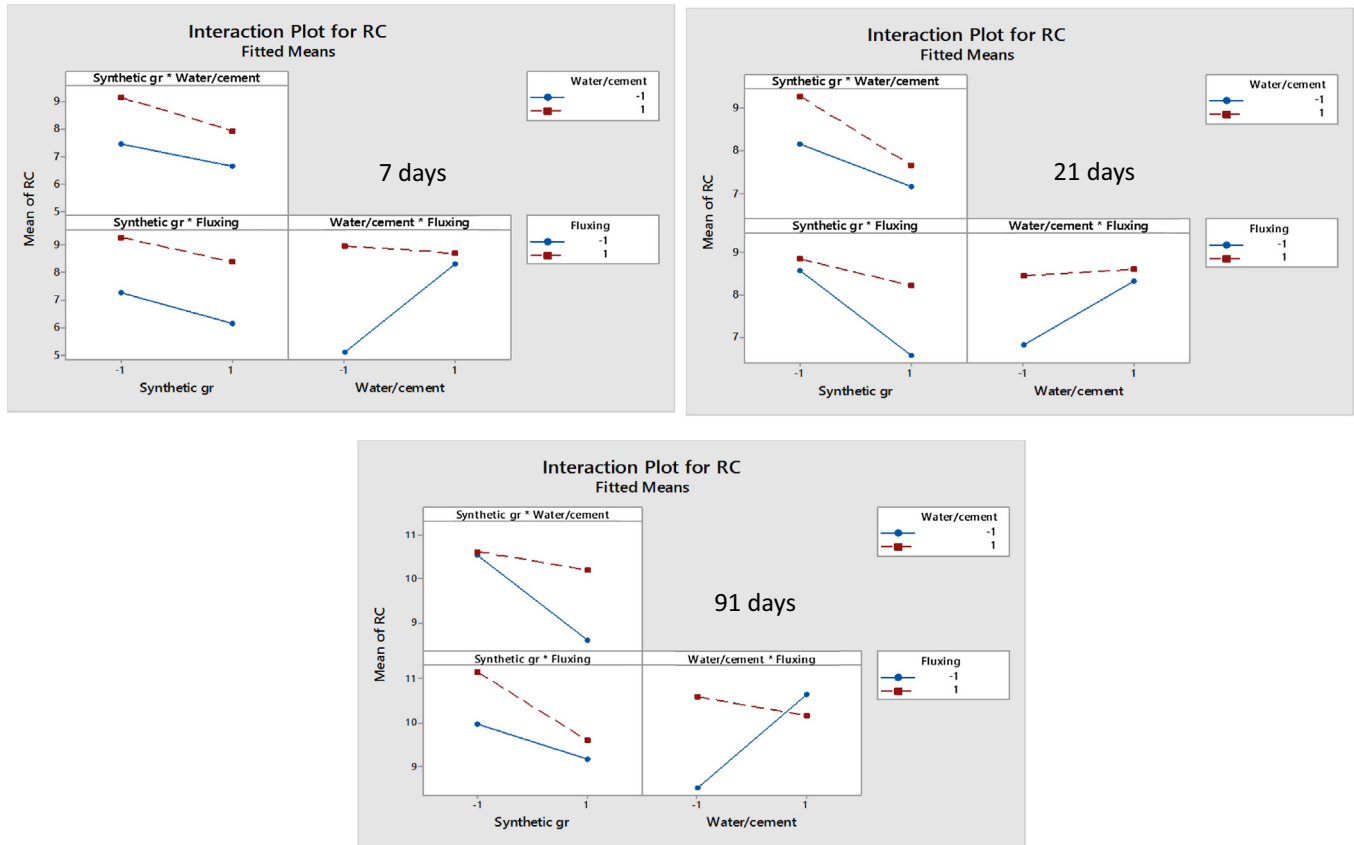 Interaction Plot for RC
Fitted Means
Synthetic gr * Water/cement
Water/cement
-1
1
9
8
7
6
5
7 days
Mean of RC
Synthetic gr * Fluxing
Water/cement * Fluxing
Fluxing
-1
1
9
8
7
6
5
-1
1
-1
1
Synthetic gr
Water/cement
Interaction Plot for RC
Fitted Means
Synthetic gr * Water/cement
Water/cement
-1
1
9
8
7
21 days
Mean of RC
Synthetic gr * Fluxing
Water/cement * Fluxing
Fluxing
-1
1
9
8
7
-1
1
-1
1
Synthetic gr
Water/cement
Interaction Plot for RC
Fitted Means
Synthetic gr * Water/cement
Water/cement
-1
1
11
10
9
91 days
Mean of RC
Synthetic gr * Fluxing
Water/cement * Fluxing
Fluxing
-1
1
11
10
9
-1
1
-1
1
Synthetic gr
Water/cement